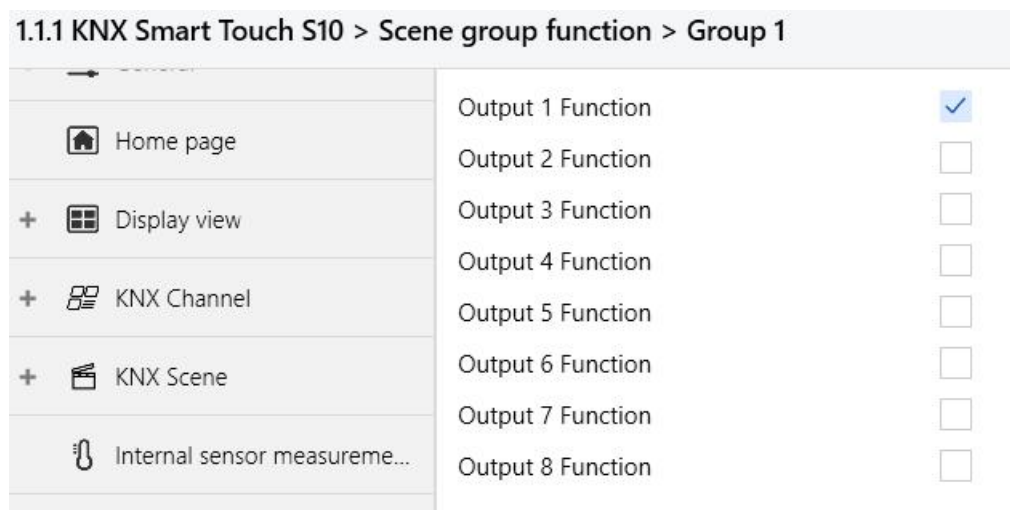 1.1.1 KNX Smart Touch S10 > Scene group function > Group 1
Home page
Display view
KNX Channel
KNX Scene
Internal sensor measureme...
Output 1 Function
Output 2 Function
Output 3 Function
Output 4 Function
Output 5 Function
Output 6 Function
Output 7 Function
Output 8 Function